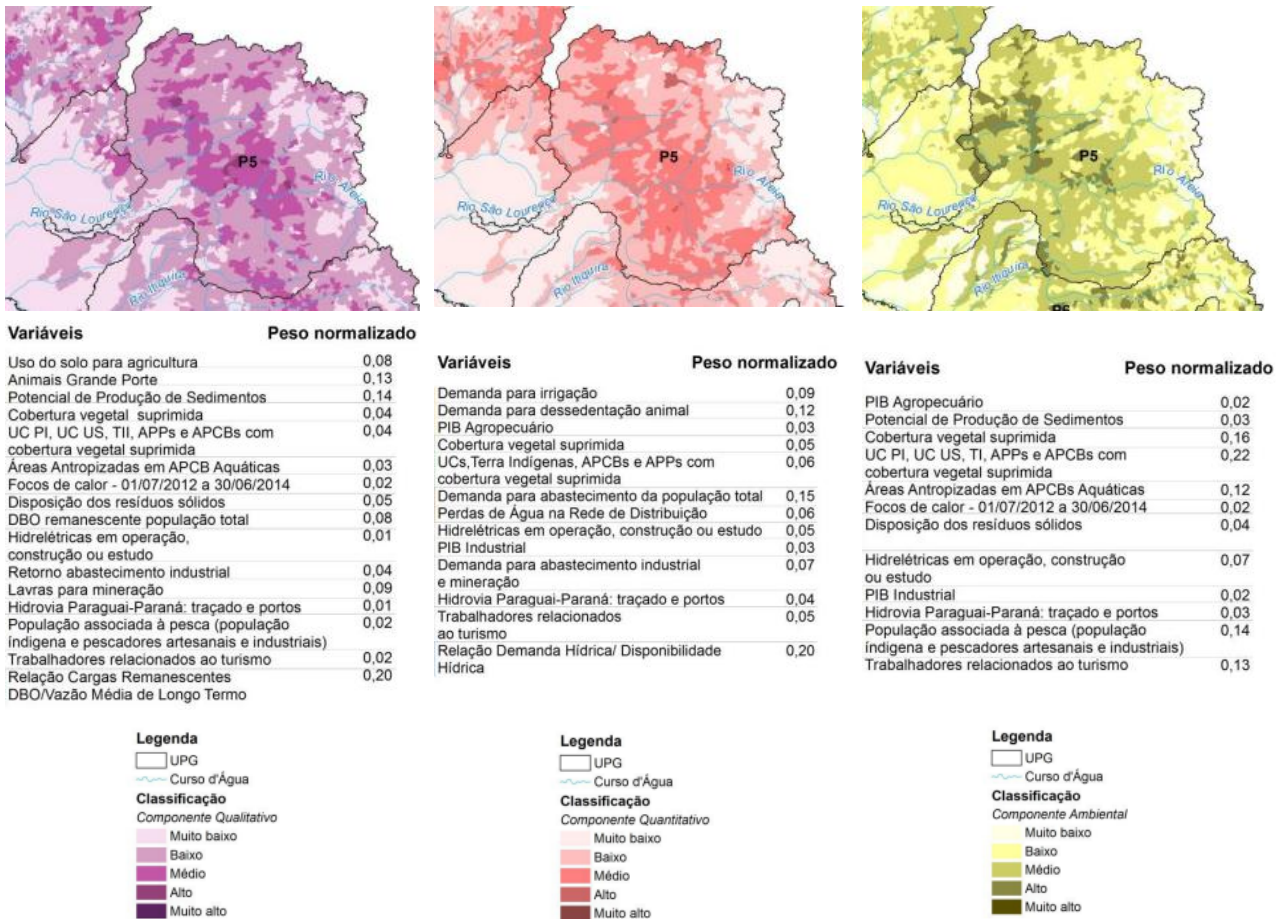 P5
Rio São Lourenço
Rio Areia
Rio Itiquira
P5
Rio São Lourenço
Rio Areia
Rio Itiquira
P5
Rio São Lourenço
Rio Areia
Rio Itiquira
P6
Variáveis Peso normalizado
Uso do solo para agricultura 0,08
Animais Grande Porte 0,13
Potencial de Produção de Sedimentos 0,14
Cobertura vegetal suprimida 0,04
UC PI, UC US, TII, APPs e APCBs com 0,04
cobertura vegetal suprimida
Áreas Antropizadas em APCB Aquáticas 0,03
Focos de calor - 01/07/2012 a 30/06/2014 0,02
Disposição dos resíduos sólidos 0,05
DBO remanescente população total 0,08
Hidrelétricas em operação, 0,01
construção ou estudo
Retorno abastecimento industrial 0,04
Lavras para mineração 0,09
Hidrovia Paraguai-Paraná: traçado e portos 0,01
População associada à pesca (população 0,02
índigena e pescadores artesanais e industriais)
Trabalhadores relacionados ao turismo 0,02
Relação Cargas Remanescentes 0,20
DBO/Vazão Média de Longo Termo
Variáveis Peso normalizado
Demanda para irrigação 0,09
Demanda para dessedentação animal 0,12
PIB Agropecuário 0,03
Cobertura vegetal suprimida 0,05
UCs,Terra Indígenas, APCBs e APPs com 0,06
cobertura vegetal suprimida
Demanda para abastecimento da população total 0,15
Perdas de Água na Rede de Distribuição 0,06
Hidrelétricas em operação, construção ou estudo 0,05
PIB Industrial 0,03
Demanda para abastecimento industrial 0,07
e mineração
Hidrovia Paraguai-Paraná: traçado e portos 0,04
Trabalhadores relacionados 0,05
ao turismo
Relação Demanda Hídrica/ Disponibilidade 0,20
Hídrica
Variáveis Peso normalizado
PIB Agropecuário 0,02
Potencial de Produção de Sedimentos 0,03
Cobertura vegetal suprimida 0,16
UC PI, UC US, TI, APPs e APCBs com 0,22
cobertura vegetal suprimida
Áreas Antropizadas em APCBs Aquáticas 0,12
Focos de calor - 01/07/2012 a 30/06/2014 0,02
Disposição dos resíduos sólidos 0,04
Hidrelétricas em operação, construção 0,07
ou estudo
PIB Industrial 0,02
Hidrovia Paraguai-Paraná: traçado e portos 0,03
População associada à pesca (população 0,14
índigena e pescadores artesanais e industriais)
Trabalhadores relacionados ao turismo 0,13
Legenda
UPG
Curso d'Água
Classificação
Componente Qualitativo
Muito baixo
Baixo
Médio
Alto
Muito alto
Legenda
UPG
Curso d'Água
Classificação
Componente Quantitativo
Muito baixo
Baixo
Médio
Alto
Muito alto
Legenda
UPG
Curso d'Água
Classificação
Componente Ambiental
Muito baixo
Baixo
Médio
Alto
Muito alto